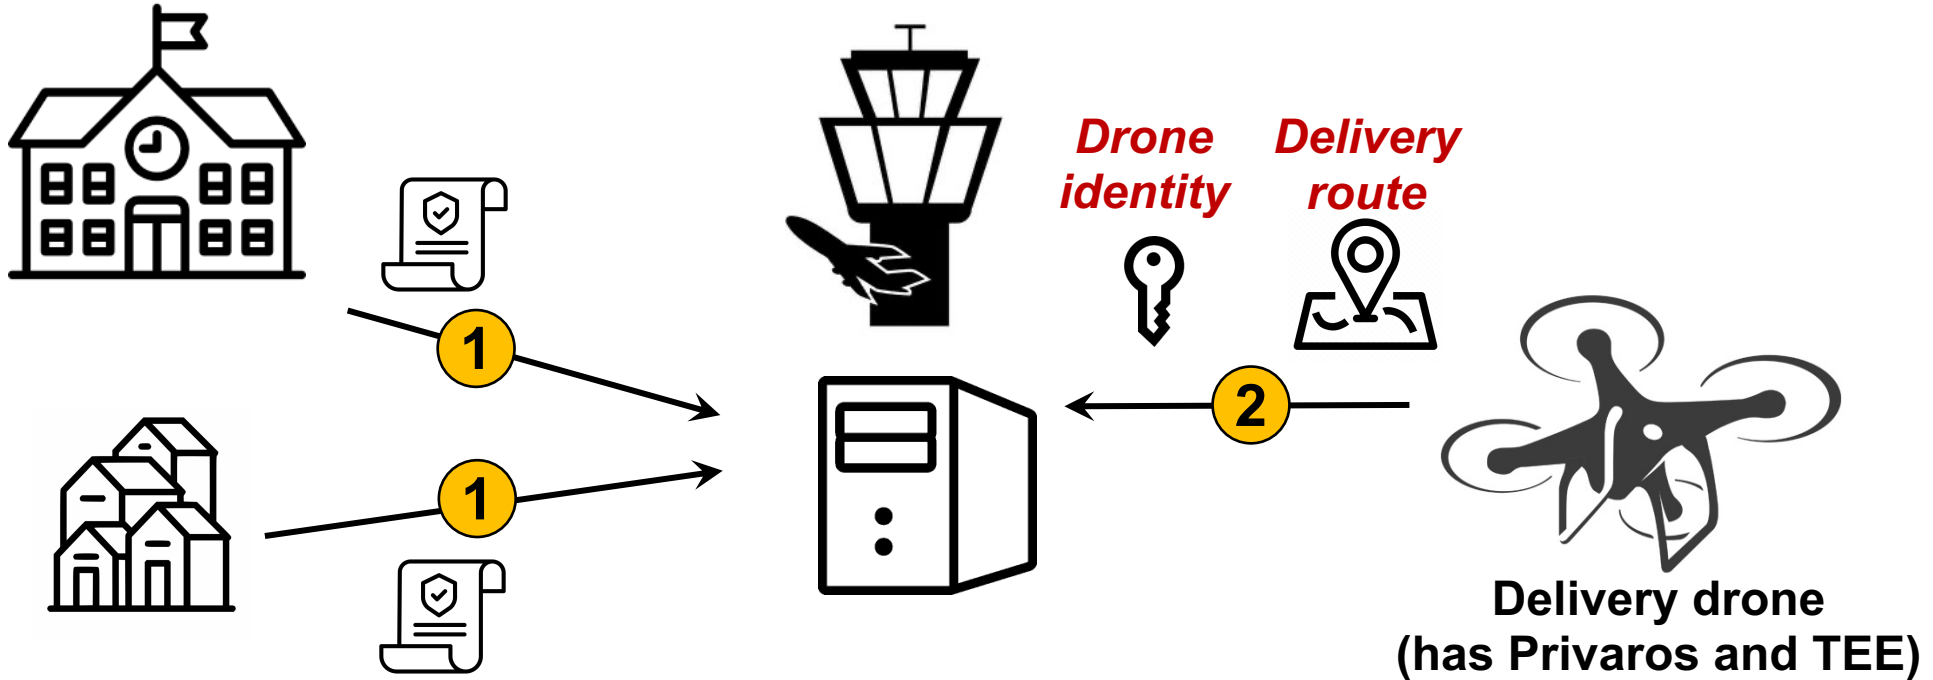 Drone
identity
Delivery
route
1
2
1
Delivery drone
(has Privaros and TEE)